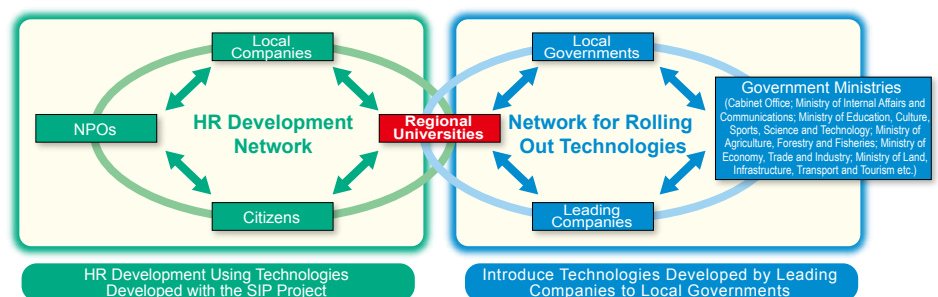 Local
Companies
NPOs
HR Development
Network
Citizens
Regional
Universities
Local
Governments
Network for Rolling
Out Technologies
Leading
Companies
Government Ministries
(Cabinet Office; Ministry of Internal Affairs and
Communications; Ministry of Education, Culture,
Sports, Science and Technology; Ministry of
Agriculture, Forestry and Fisheries; Ministry of
Economy, Trade and Industry; Ministry of Land,
Infrastructure, Transport and Tourism etc.)
HR Development Using Technologies
Developed with the SIP Project
Introduce Technologies Developed by Leading
Companies to Local Governments